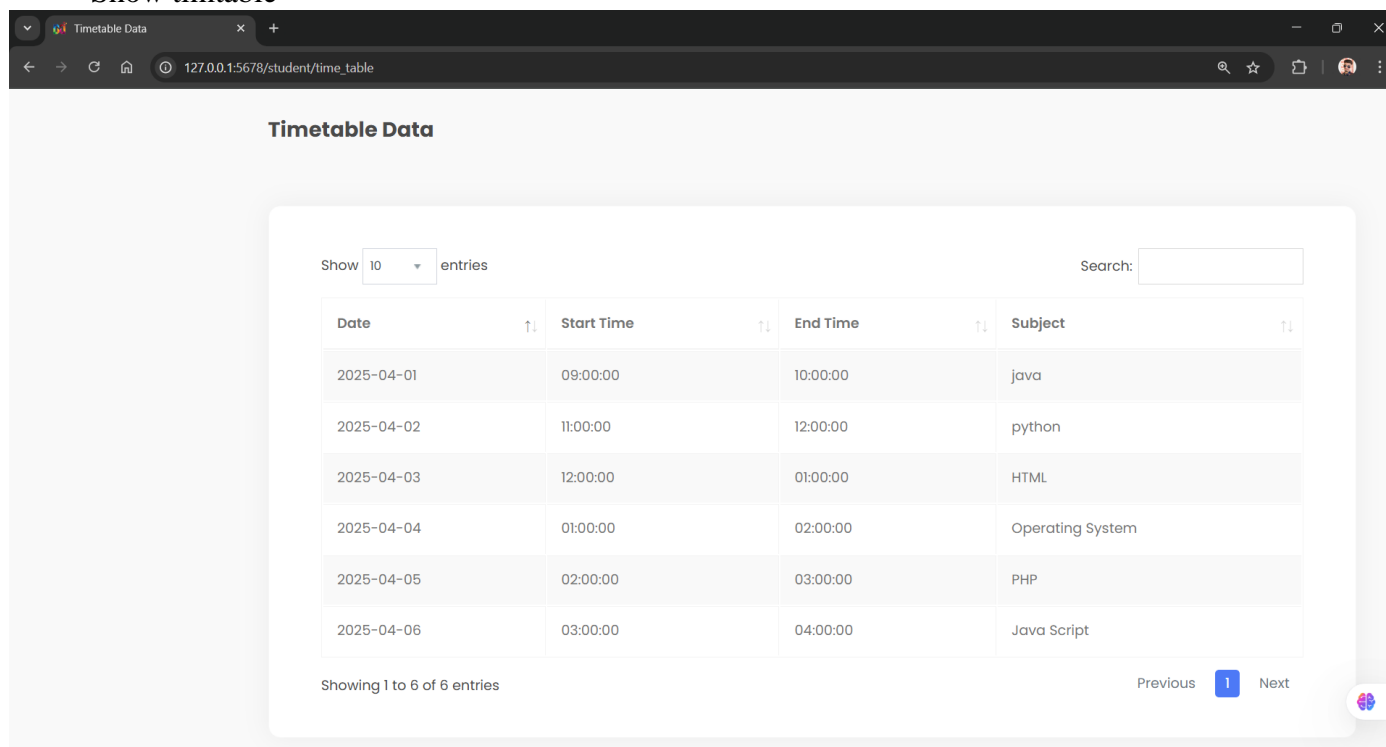 Show timtable
Timetable Data
127.0.0.1:5678/student/time_table
Timetable Data
Show 10 entries Search:
Date Start Time End Time Subject
2025-04-01 09:00:00 10:00:00 java
2025-04-02 11:00:00 12:00:00 python
2025-04-03 12:00:00 01:00:00 HTML
2025-04-04 01:00:00 02:00:00 Operating System
2025-04-05 02:00:00 03:00:00 PHP
2025-04-06 03:00:00 04:00:00 Java Script
Showing 1 to 6 of 6 entries Previous 1 Next